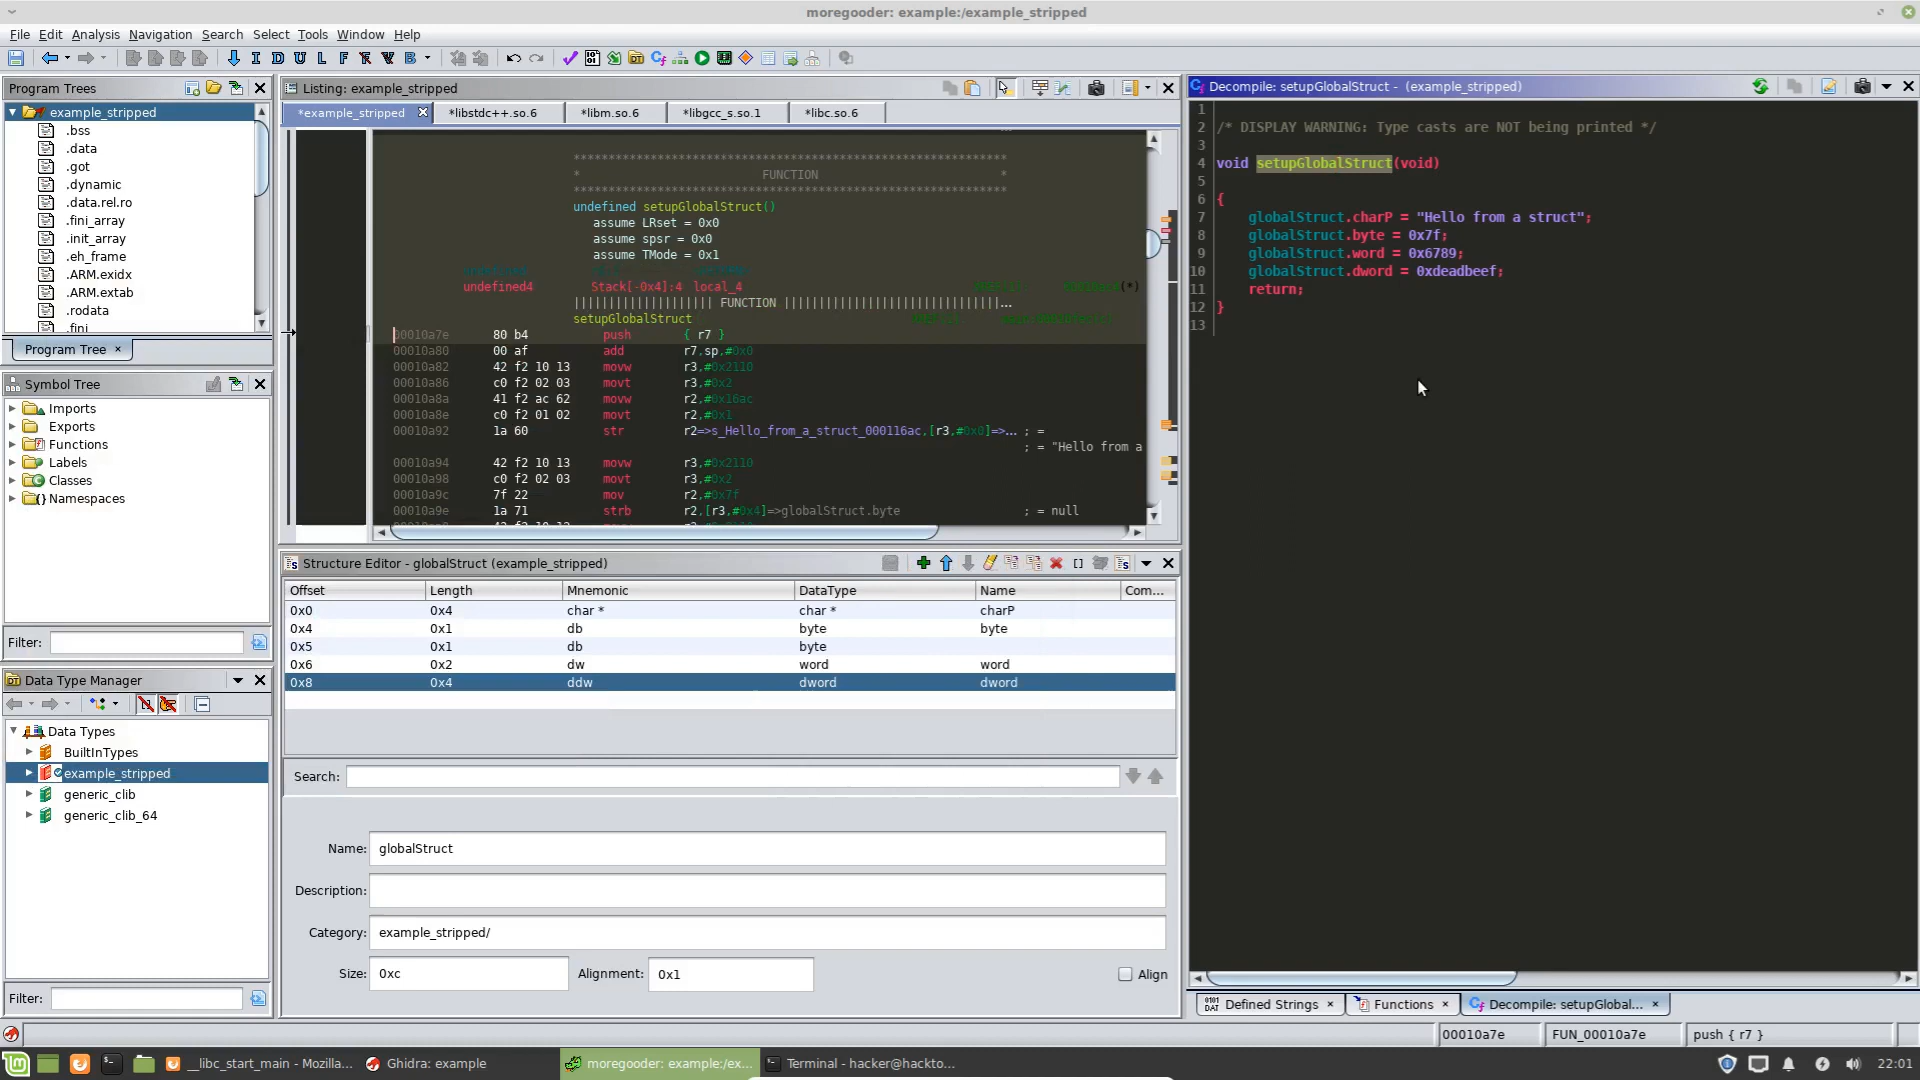 moregooder: example:/example_stripped
File Edit Analysis Navigation Search Select Tools Window Help
I D U L F B
Program Trees
example_stripped
.bss
.data
.got
.dynamic
.data.rel.ro
.fini_array
.init_array
.eh_frame
.ARM.exidx
.ARM.extab
.rodata
.fini
Program Tree ×
Symbol Tree
Imports
Exports
Functions
Labels
Classes
Namespaces
Filter:
Data Type Manager
Data Types
BuiltInTypes
example_stripped
generic_clib
generic_clib_64
Filter:
Listing: example_stripped
*example_stripped *libstdc++.so.6 *libm.so.6 *libgcc_s.so.1 *libc.so.6
* FUNCTION *
undefined setupGlobalStruct()
assume LRset = 0x0
assume spsr = 0x0
assume TMode = 0x1
undefined4 Stack[-0x4]:4 local_4 (*)
|||||||||||||||||||| FUNCTION ||||||||||||||||||||||||||||||...
setupGlobalStruct
00010a7e 80 b4 push { r7 }
00010a80 00 af add r7,sp,#0x0
00010a82 42 f2 10 13 movw r3,#0x2110
00010a86 c0 f2 02 03 movt r3,#0x2
00010a8a 41 f2 ac 62 movw r2,#0x16ac
00010a8e c0 f2 01 02 movt r2,#0x1
00010a92 1a 60 str r2=>s_Hello_from_a_struct_000116ac,[r3,#0x0]=>... ; =
; = "Hello from a
00010a94 42 f2 10 13 movw r3,#0x2110
00010a98 c0 f2 02 03 movt r3,#0x2
00010a9c 7f 22 mov r2,#0x7f
00010a9e 1a 71 strb r2,[r3,#0x4]=>globalStruct.byte ; = null
Structure Editor - globalStruct (example_stripped)
Offset Length Mnemonic DataType Name Com...
0x0 0x4 char * char * charP
0x4 0x1 db byte byte
0x5 0x1 db byte
0x6 0x2 dw word word
0x8 0x4 ddw dword dword
Search:
Name: globalStruct
Description:
Category: example_stripped/
Size: 0xc Alignment: 0x1 Align
Decompile: setupGlobalStruct - (example_stripped)
1
2 /* DISPLAY WARNING: Type casts are NOT being printed */
3
4 void setupGlobalStruct(void)
5
6 {
7 globalStruct.charP = "Hello from a struct";
8 globalStruct.byte = 0x7f;
9 globalStruct.word = 0x6789;
10 globalStruct.dword = 0xdeadbeef;
11 return;
12 }
13
Defined Strings × Functions × Decompile: setupGlobal... ×
00010a7e FUN_00010a7e push { r7 }
__libc_start_main - Mozilla... Ghidra: example moregooder: example:/ex... Terminal - hacker@hackto... 22:01